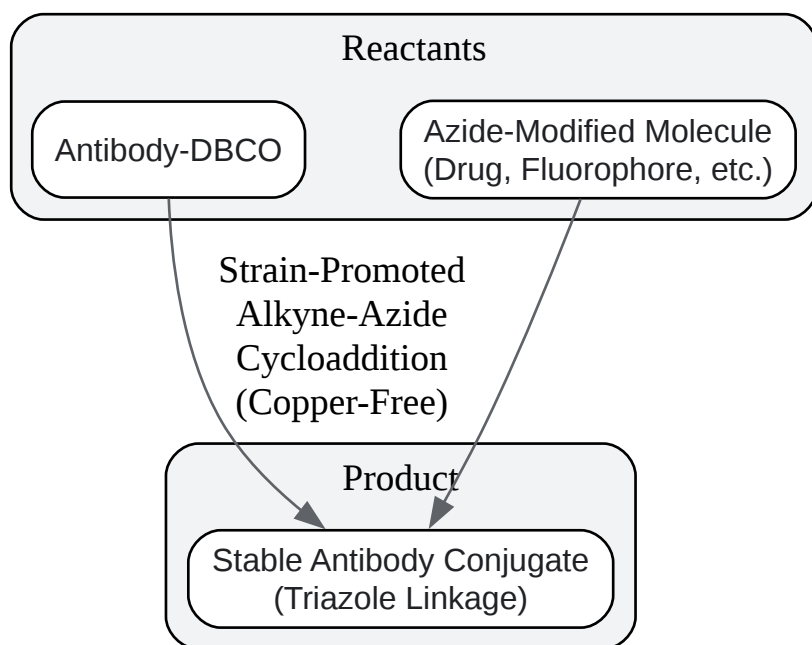 Reactants
Antibody-DBCO
Azide-Modified Molecule
(Drug, Fluorophore, etc.)
Strain-Promoted
Alkyne-Azide
Cycloaddition
(Copper-Free)
Product
Stable Antibody Conjugate
(Triazole Linkage)